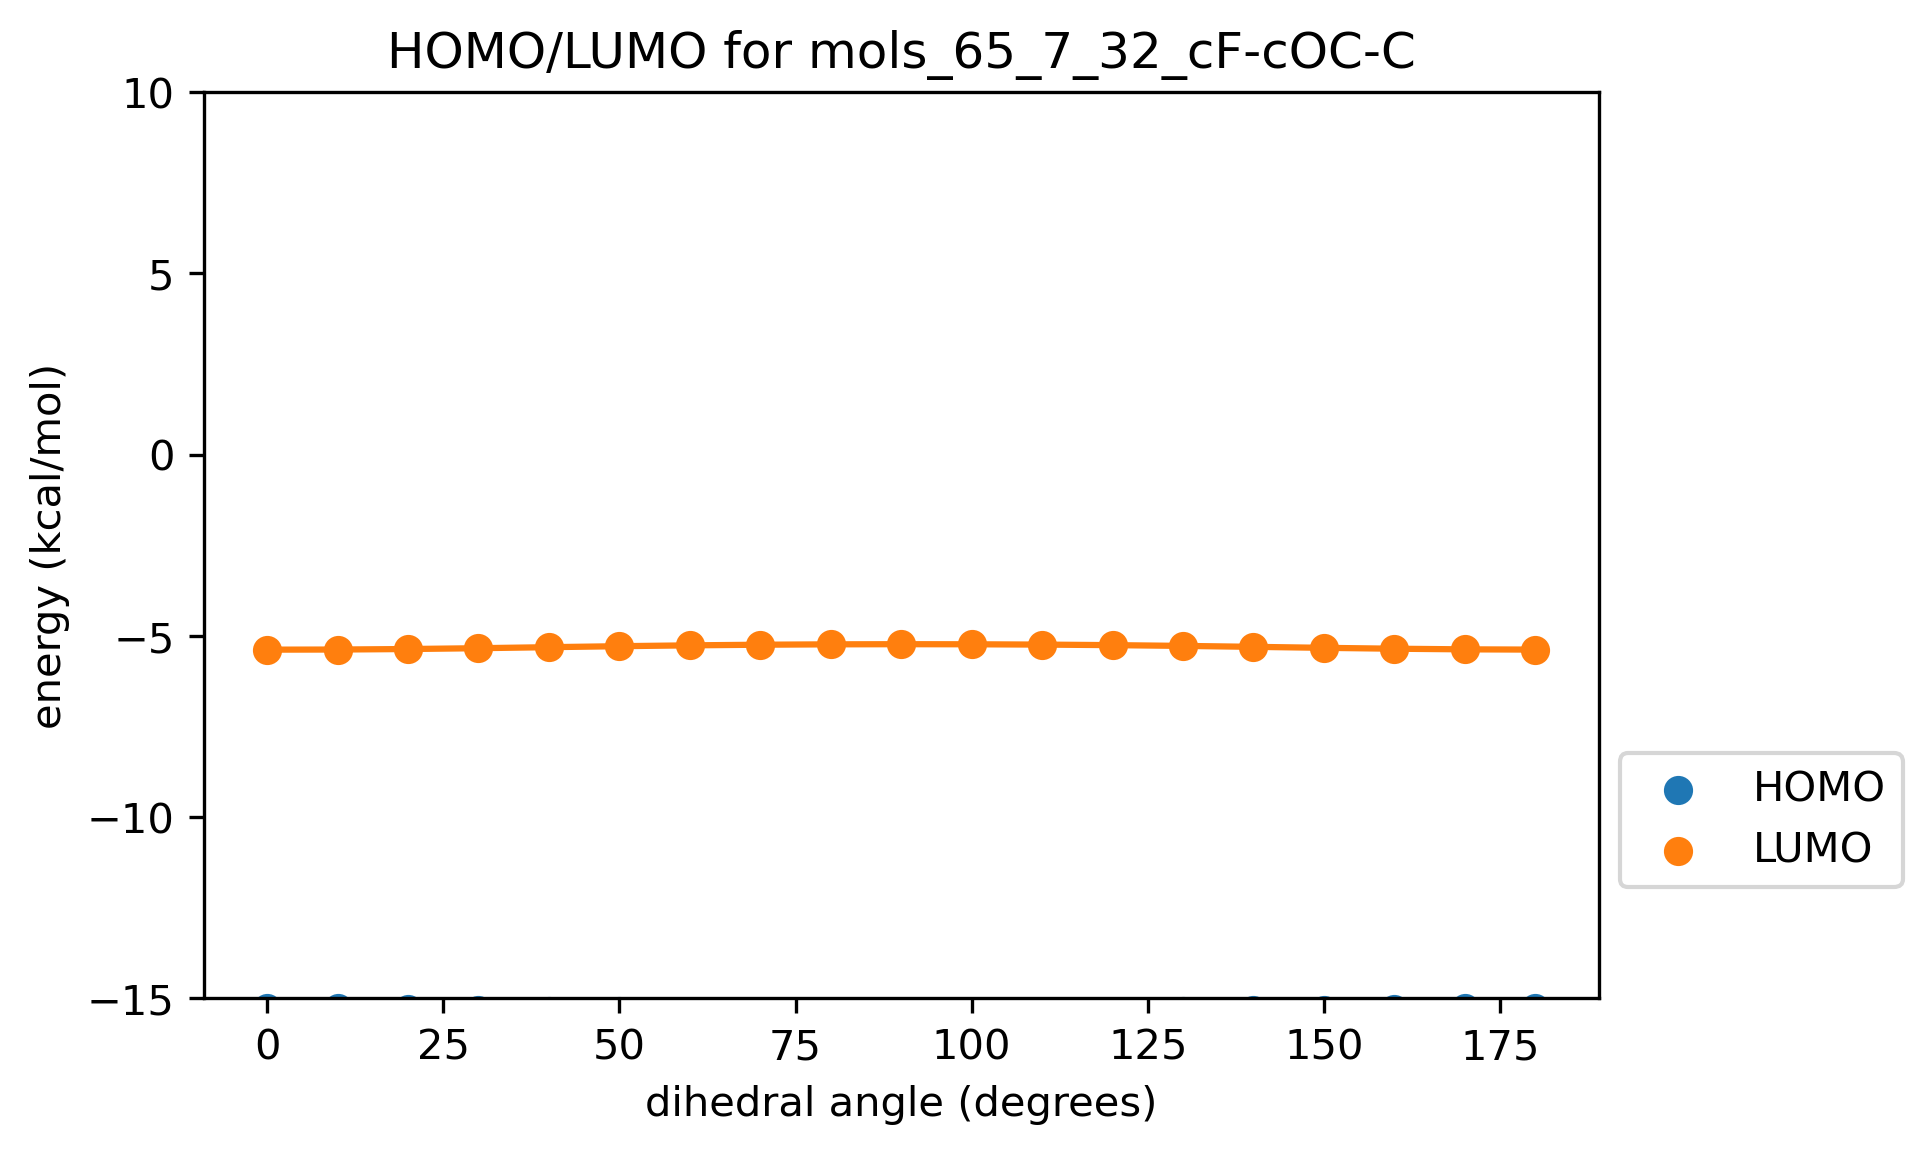 HOMO/LUMO for mols_65_7_32_cF-cOC-C
10
5
0
−5
−10
−15
energy (kcal/mol)
0 25 50 75 100 125 150 175
dihedral angle (degrees)
HOMO
LUMO